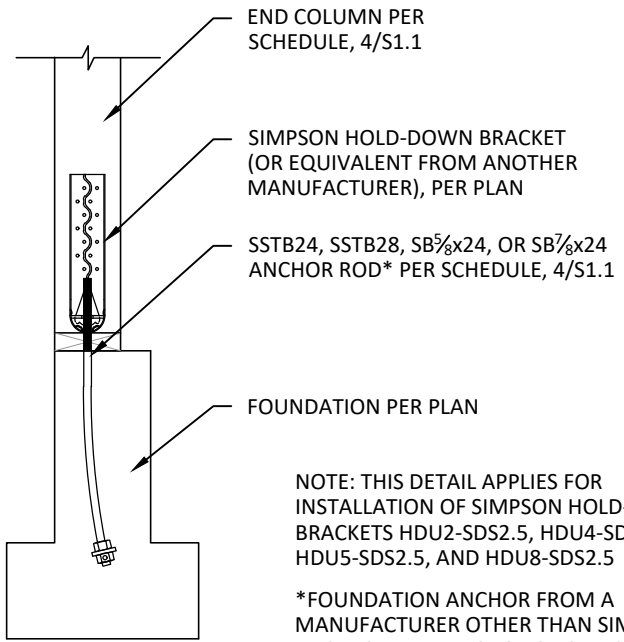 END COLUMN PER
SCHEDULE, 4/S1.1
SIMPSON HOLD-DOWN BRACKET
(OR EQUIVALENT FROM ANOTHER
MANUFACTURER), PER PLAN
SSTB24, SSTB28, SB⅝x24, OR SB⅞x24
ANCHOR ROD* PER SCHEDULE, 4/S1.1
FOUNDATION PER PLAN
NOTE: THIS DETAIL APPLIES FOR
INSTALLATION OF SIMPSON HOLD-
BRACKETS HDU2-SDS2.5,
HDU5-SDS2.5, AND HDU8-SDS2.5
*FOUNDATION ANCHOR FROM A
MANUFACTURER OTHER THAN